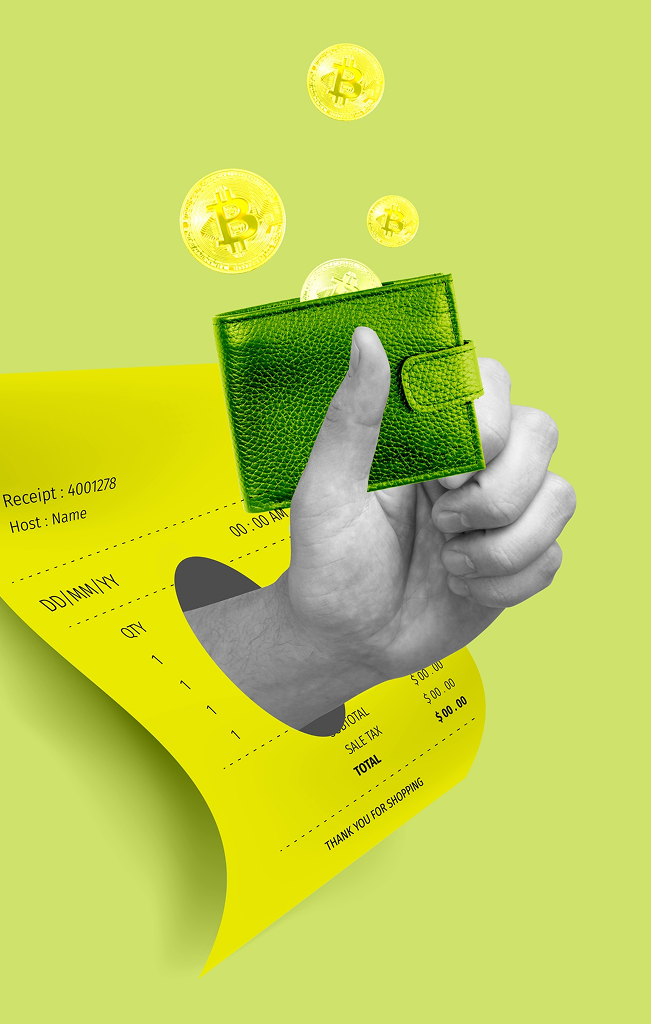 Receipt : 4001278
Host : Name
00 : 00 AM
DD/MM/YY
QTY
1
1
1
1
$ 00 . 00
SUBTOTAL $ 00 . 00
SALE TAX $ 00 . 00
TOTAL
THANK YOU FOR SHOPPING